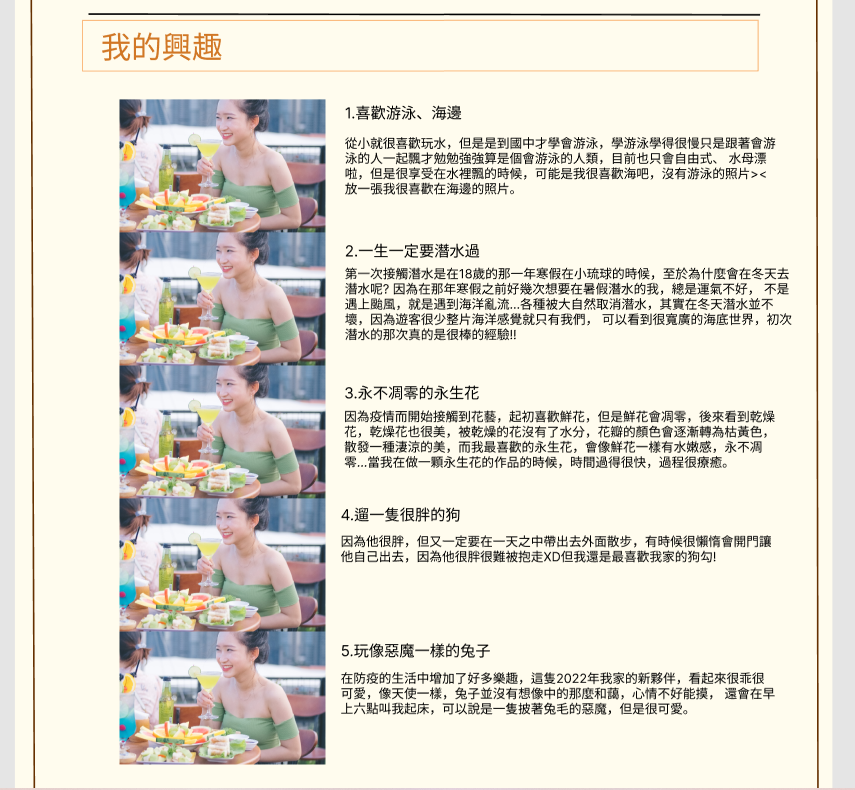 我的興趣
1.喜歡游泳、海邊
從小就很喜歡玩水，但是是到國中才學會游泳，學游泳學得很慢只是跟著會游
泳的人一起飄才勉勉強強算是個會游泳的人類，目前也只會自由式、 水母漂
啦，但是很享受在水裡飄的時候，可能是我很喜歡海吧，沒有游泳的照片><
放一張我很喜歡在海邊的照片。
2.一生一定要潛水過
第一次接觸潛水是在18歲的那一年寒假在小琉球的時候，至於為什麼會在冬天去
潛水呢? 因為在那年寒假之前好幾次想要在暑假潛水的我，總是運氣不好， 不是
遇上颱風，就是遇到海洋亂流...各種被大自然取消潛水，其實在冬天潛水並不
壞，因為遊客很少整片海洋感覺就只有我們， 可以看到很寬廣的海底世界，初次
潛水的那次真的是很棒的經驗!!
3.永不凋零的永生花
因為疫情而開始接觸到花藝，起初喜歡鮮花，但是鮮花會凋零，後來看到乾燥
花，乾燥花也很美，被乾燥的花沒有了水分，花瓣的顏色會逐漸轉為枯黃色，
散發一種淒涼的美，而我最喜歡的永生花，會像鮮花一樣有水嫩感，永不凋
零...當我在做一顆永生花的作品的時候，時間過得很快，過程很療癒。
4.遛一隻很胖的狗
因為他很胖，但又一定要在一天之中帶出去外面散步，有時候很懶惰會開門讓
他自己出去，因為他很胖很難被抱走XD但我還是最喜歡我家的狗勾!
5.玩像惡魔一樣的兔子
在防疫的生活中增加了好多樂趣，這隻2022年我家的新夥伴，看起來很乖很
可愛，像天使一樣，兔子並沒有想像中的那麼和藹，心情不好能摸， 還會在早
上六點叫我起床，可以說是一隻披著兔毛的惡魔，但是很可愛。